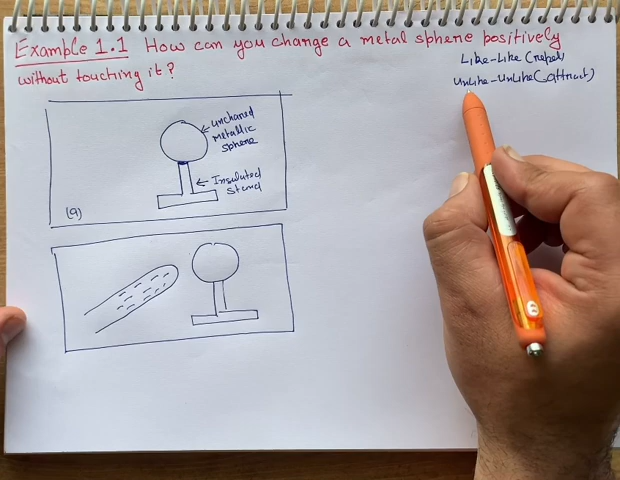 Example 1.1 How can you change a metal sphere positively
without touching it?
Like-Like (repel)
Unlike-Unlike (attract)
unchared
metallic
sphere
Insulated
stand
(a)